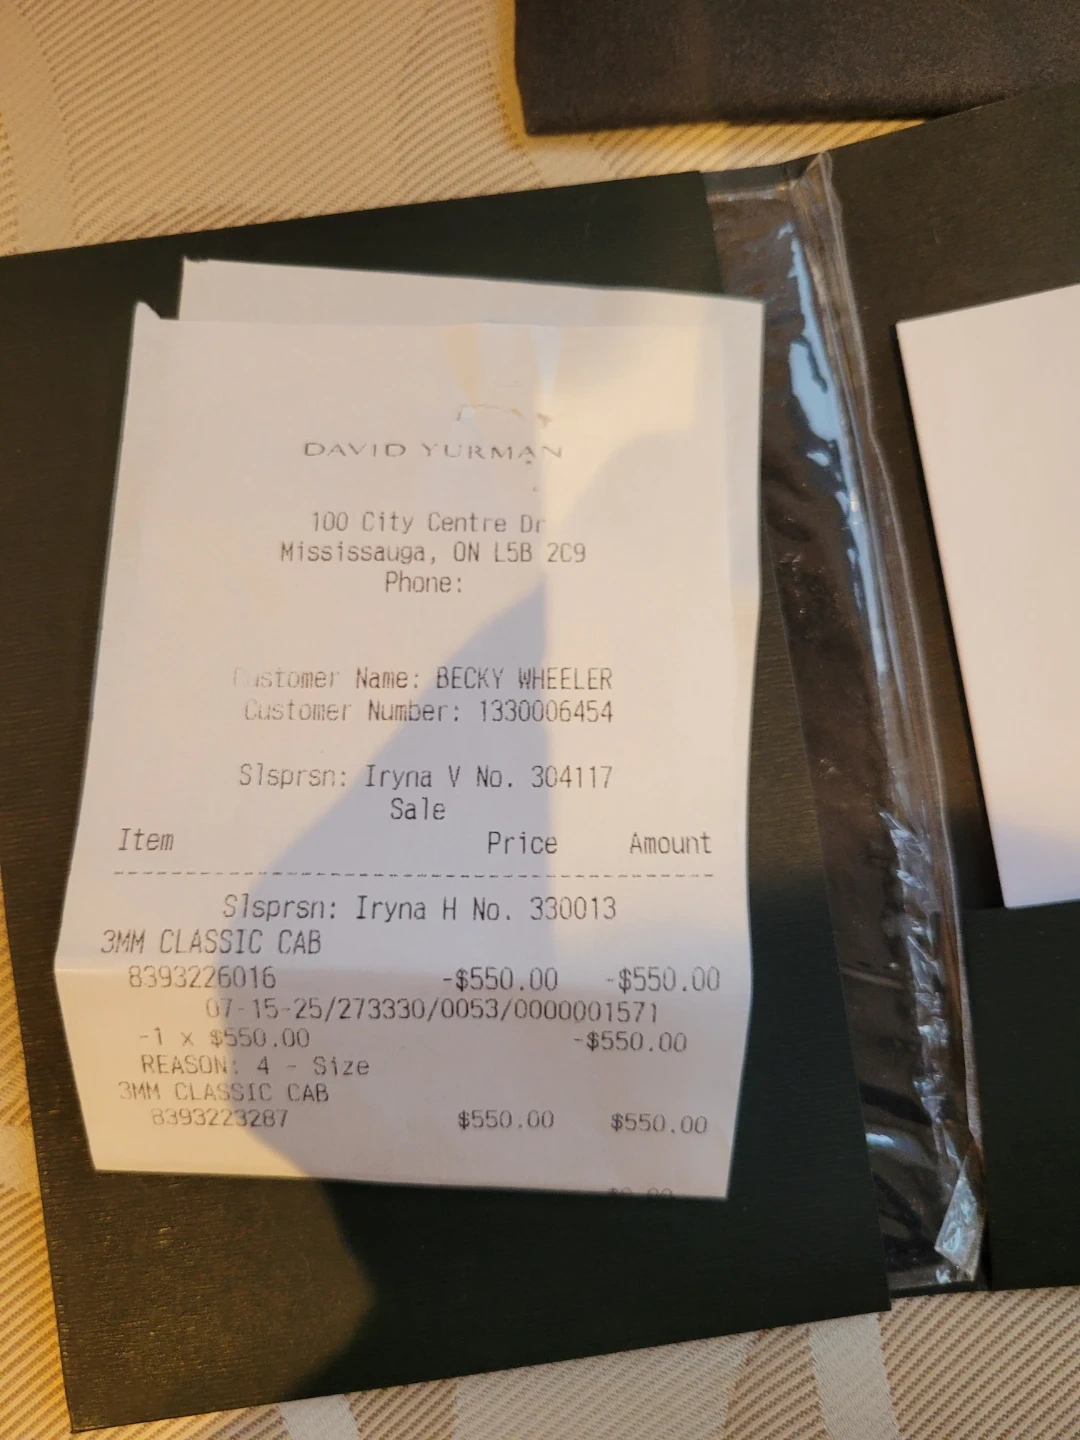 DAVID YURMAN
100 City Centre Dr
Mississauga, ON L5B 2C9
Phone:
Customer Name: BECKY WHEELER
Customer Number: 1330006454
Slsprsn: Iryna V No. 304117
Sale
Item Price Amount
Slsprsn: Iryna H No. 330013
3MM CLASSIC CAB
8393226016 -$550.00 -$550.00
07-15-25/273330/0053/0000001571
-1 x $550.00 -$550.00
REASON: 4 - Size
3MM CLASSIC CAB
8393223287 $550.00 $550.00